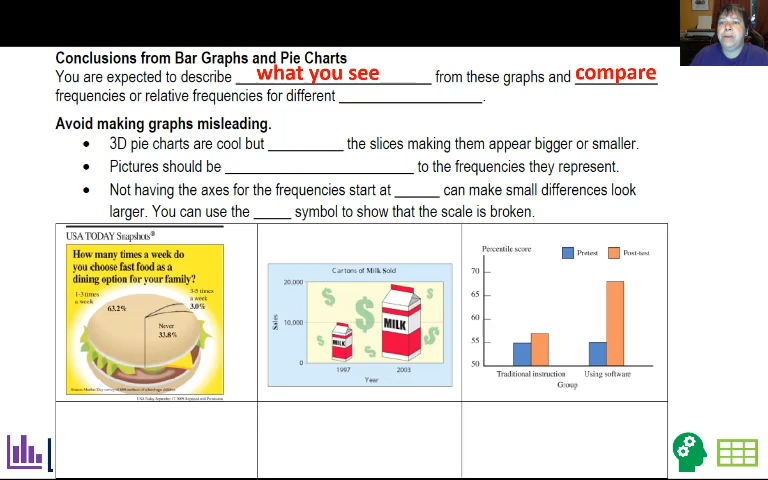 Conclusions from Bar Graphs and Pie Charts
You are expected to describe what you see from these graphs and compare
frequencies or relative frequencies for different ____________________.
Avoid making graphs misleading.
• 3D pie charts are cool but __________ the slices making them appear bigger or smaller.
• Pictures should be __________________________ to the frequencies they represent.
• Not having the axes for the frequencies start at ______ can make small differences look
larger. You can use the _____ symbol to show that the scale is broken.
USA TODAY Snapshots®
How many times a week do
you choose fast food as a
dining option for your family?
1-3 times
a week
63.2%
3-5 times
a week
3.0%
Never
33.8%
Cartons of Milk Sold
20,000
10,000
0
Sales
$
$
$
$
$
MILK
MILK
1997
2003
Year
Percentile score
Pretest
Post-test
70
65
60
55
50
Traditional instruction
Using software
Group